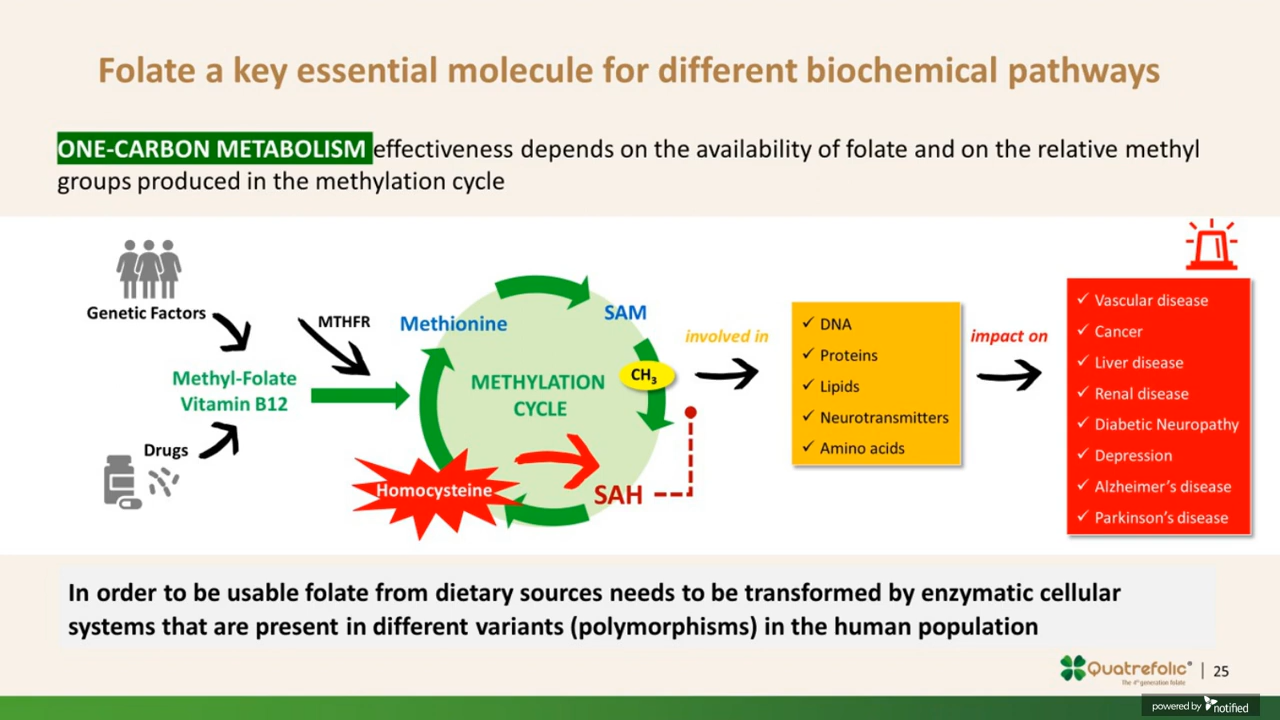 Folate a key essential molecule for different biochemical pathways
ONE-CARBON METABOLISM effectiveness depends on the availability of folate and on the relative methyl
groups produced in the methylation cycle
Genetic Factors
MTHFR
Methyl-Folate
Vitamin B12
Drugs
Methionine
SAM
CH3
METHYLATION
CYCLE
Homocysteine
SAH
involved in
✓ DNA
✓ Proteins
✓ Lipids
✓ Neurotransmitters
✓ Amino acids
impact on
✓ Vascular disease
✓ Cancer
✓ Liver disease
✓ Renal disease
✓ Diabetic Neuropathy
✓ Depression
✓ Alzheimer's disease
✓ Parkinson's disease
In order to be usable folate from dietary sources needs to be transformed by enzymatic cellular
systems that are present in different variants (polymorphisms) in the human population
Quatrefolic® | 25
The 4th generation folate
powered by notified